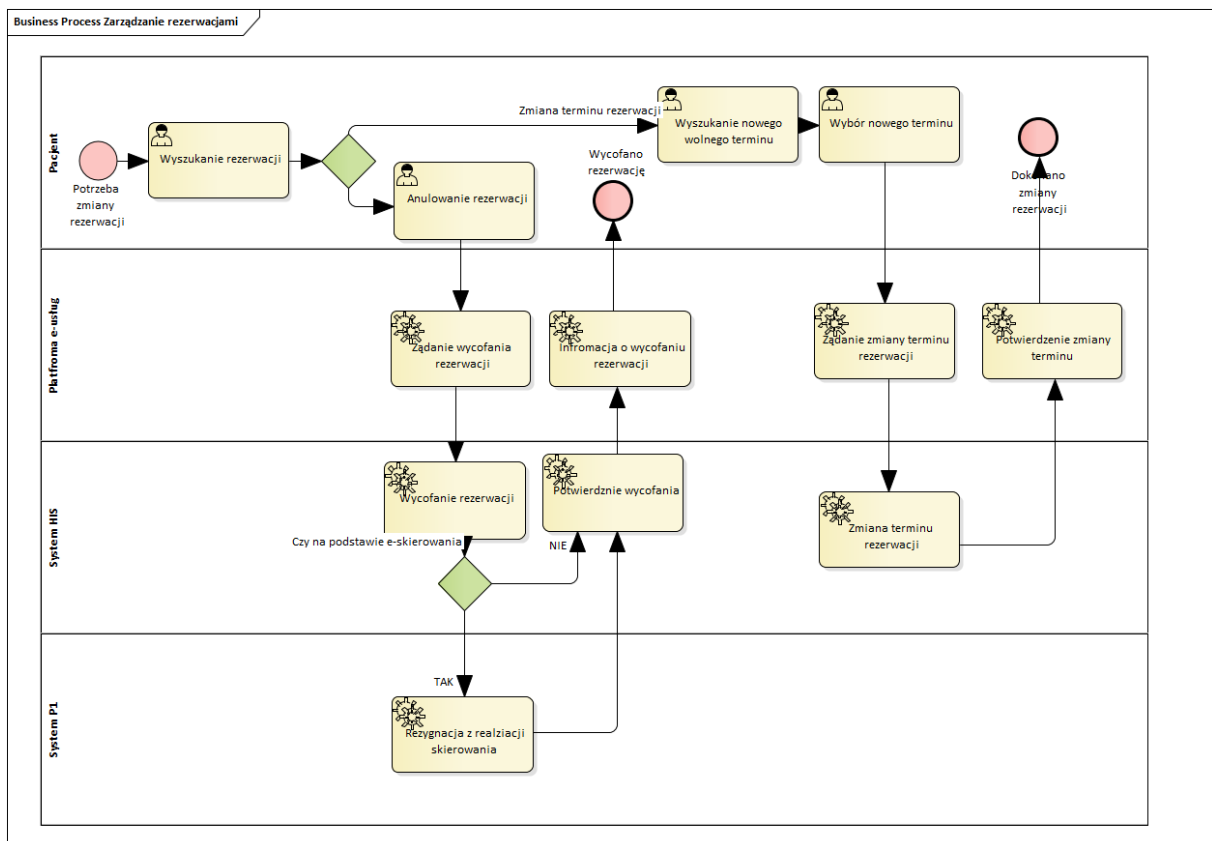 Business Process Zarządzanie rezerwacjami
Pacjent
Potrzeba
zmiany
rezerwacji
Wyszukanie rezerwacji
Anulowanie rezerwacji
Zmiana terminu rezerwacji
Wycofano
rezerwację
Wyszukanie nowego
wolnego terminu
Wybór nowego terminu
Dokonano
zmiany
rezerwacji
Platfroma e-usług
Żądanie wycofania
rezerwacji
Infromacja o wycofaniu
rezerwacji
Żądanie zmiany terminu
rezerwacji
Potwierdzenie zmiany
terminu
System HIS
Wycofanie rezerwacji
Czy na podstawie e-skierowania
Potwierdznie wycofania
NIE
Zmiana terminu
rezerwacji
System P1
TAK
Rezygnacja z realziacji
skierowania